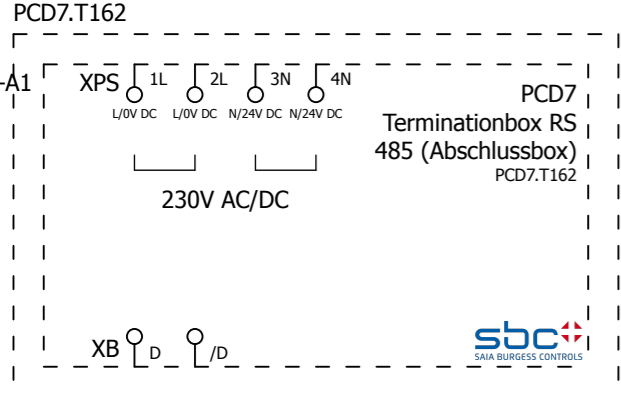 PCD7.T162
-A1
XPS 1L 2L 3N 4N
L/0V DC L/0V DC N/24V DC N/24V DC
PCD7
Terminationbox RS
485 (Abschlussbox)
PCD7.T162
230V AC/DC
XB D /D
sbc
SAIA BURGESS CONTROLS